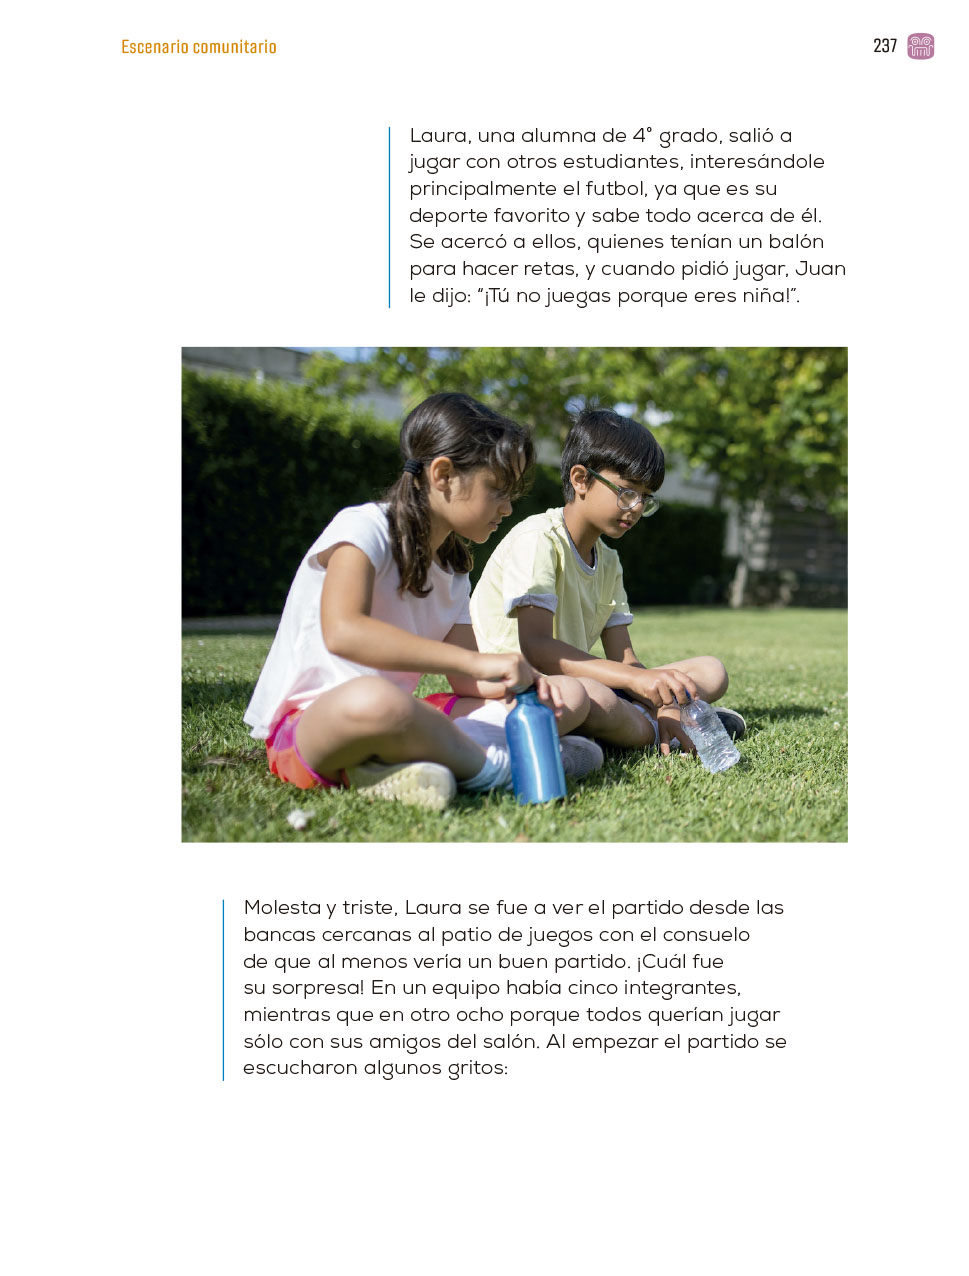 Escenario comunitario
237
Laura, una alumna de 4° grado, salió a
jugar con otros estudiantes, interesándole
principalmente el futbol, ya que es su
deporte favorito y sabe todo acerca de él.
Se acercó a ellos, quienes tenían un balón
para hacer retas, y cuando pidió jugar, Juan
le dijo: “¡Tú no juegas porque eres niña!”.
Molesta y triste, Laura se fue a ver el partido desde las
bancas cercanas al patio de juegos con el consuelo
de que al menos vería un buen partido. ¡Cuál fue
su sorpresa! En un equipo había cinco integrantes,
mientras que en otro ocho porque todos querían jugar
sólo con sus amigos del salón. Al empezar el partido se
escucharon algunos gritos: